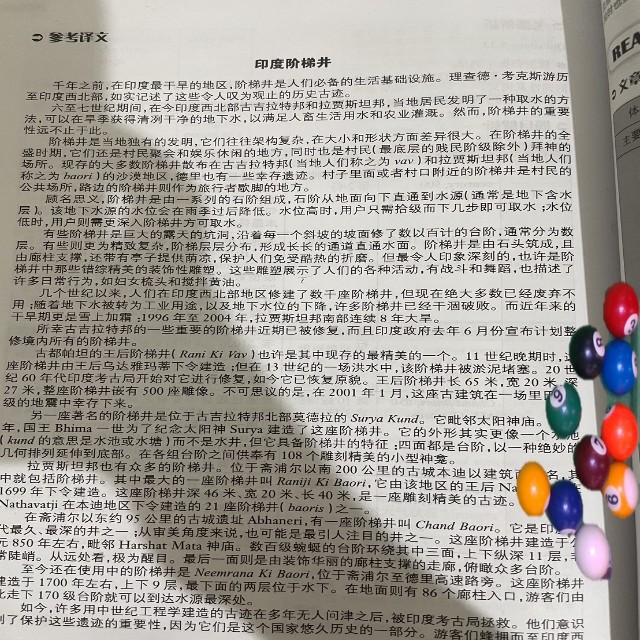 参考译文
印度阶梯井
千年之前,在印度最干旱的地区,阶梯井是人们必备的生活基础设施。理查德·考克斯游历
至印度西北部,如实记述了这些令人叹为观止的历史古迹。
六至七世纪期间,在今印度西北部古吉拉特邦和拉贾斯坦邦,当地居民发明了一种取水的方
法,可以在旱季获得清冽干净的地下水,以满足人畜生活用水和农业灌溉。然而,阶梯井的重要
性远不止于此。
阶梯井是当地独有的发明,它们往往架构复杂,在大小和形状方面差异很大。在阶梯井的全
盛时期,它们还是村民聚会和娱乐休闲的地方,同时也是村民(最底层的贱民阶级除外)拜神的
场所。现存的大多数阶梯井散布在古吉拉特邦(当地人们称之为 vav)和拉贾斯坦邦(当地人们
称之为 baori)的沙漠地区,德里也有一些幸存遗迹。村子里面或者村口附近的阶梯井是村民的
公共场所,路边的阶梯井则作为旅行者歇脚的地方。
顾名思义,阶梯井是由一系列的石阶组成,石阶从地面向下直通到水源(通常是地下含水
层)。该地下水源的水位会在雨季过后降低。水位高时,用户只需拾级而下几步即可取水;水位
低时,用户则需更深入阶梯井方可取水。
有些阶梯井是巨大的露天的坑洞,沿着每一个斜坡的坡面修了数以百计的台阶,通常分为数
层。有些则更为精致复杂,阶梯层层分布,形成长长的通道直通水面。阶梯井是由石头筑成,且
由廊柱支撑,还带有亭子提供荫凉,保护人们免受酷热的折磨。但最令人印象深刻的,也许是阶
梯井中那些错综精美的装饰性雕塑。这些雕塑展示了人们的各种活动,有战斗和舞蹈,也描述了
许多日常行为,如妇女梳头和搅拌黄油。
几个世纪以来,人们在印度西北部地区修建了数千座阶梯井,但现在绝大多数已经废弃不
用;随着地下水被转为工业用途,以及地下水位的下降,许多阶梯井已经干涸破败。而近年来的
干旱期更是雪上加霜;1996 年至 2004 年,拉贾斯坦邦南部连续 8 年大旱。
所幸古吉拉特邦的一些重要的阶梯井近期已被修复,而且印度政府去年 6 月份宣布计划整
修境内所有的阶梯井。
古都帕坦的王后阶梯井(Rani Ki Vav)也许是其中现存的最精美的一个。11 世纪晚期时,
座阶梯井由王后乌达雅玛蒂下令建造;但在 13 世纪的一场洪水中,该阶梯井被淤泥堵塞。20 世
纪 60 年代印度考古局开始对它进行修复,如今它已恢复原貌。王后阶梯井长 65 米,宽 20 米,深
27 米,整座阶梯井嵌有 500 座雕像。不可思议的是,在 2001 年 1 月,这座古建筑在一场里氏
级的地震中幸存下来。
另一座著名的阶梯井是位于古吉拉特邦北部莫德拉的 Surya Kund。它毗邻太阳神庙。
年,国王 Bhima 一世为了纪念太阳神 Surya 建造了这座阶梯井。它的外形其实更像一个水池
(kund 的意思是水池或水塘)而不是水井,但它具备阶梯井的特征;四面都是台阶,以一种绝妙的
几何排列延伸到底部。在各组台阶之间供奉有 108 个雕刻精美的小型神龛。
拉贾斯坦邦也有众多的阶梯井。位于斋浦尔以南 200 公里的古城本地以建筑
中就包括阶梯井。其中最大的一座阶梯井叫 Raniji Ki Baori,它由该地区的王后 Na
1699 年下令建造。这座阶梯井深 46 米、宽 20 米、长 40 米,是一座雕刻精美的古迹。
Nathavatji 在本迪地区下令建造的 21 座阶梯井(baoris)之一。
在斋浦尔以东约 95 公里的古城遗址 Abhaneri,有一座阶梯井叫 Chand Baori。它是印度
代最久、最深的井之一;从审美角度来说,也可能是最引人注目的井之一。这座阶梯井建造于
元 850 年左右,毗邻 Harshat Mata 神庙。数百级蜿蜒的台阶环绕其中三面,上下纵深 11 层,
常陡峭。从远处看,极为醒目。最后一面则是由装饰华丽的廊柱支撑的走廊,俯瞰众多台阶。
至今还在使用中的阶梯井是 Neemrana Ki Baori,位于斋浦尔至德里高速路旁。这座阶梯井
建造于 1700 年左右,上下 9 层,最下面的两层位于水下。在地面则有 86 个廊柱入口,游客们由
此走下 170 级台阶就可以到达水源最深处。
如今,许多用中世纪工程学建造的古迹在多年无人问津之后,被印度考古局拯救。他们意识
到了保护这些遗迹的重要性,因为它们是这个国家悠久历史的一部分。游客们蜂拥而至印度西
REA
文章
体
主要